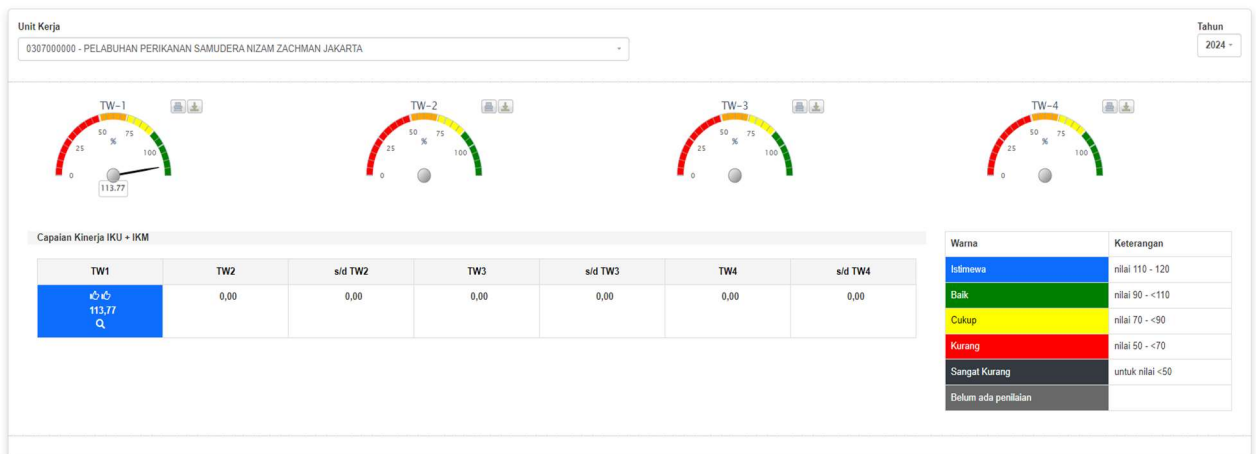 Unit Kerja
Tahun
0307000000 - PELABUHAN PERIKANAN SAMUDERA NIZAM ZACHMAN JAKARTA
2024
TW-1
TW-2
TW-3
TW-4
0 25 50 75 100
%
113.77
0 25 50 75 100
%
0 25 50 75 100
%
0 25 50 75 100
%
Capaian Kinerja IKU + IKM
TW1 TW2 s/d TW2 TW3 s/d TW3 TW4 s/d TW4
113,77 0,00 0,00 0,00 0,00 0,00 0,00
Warna Keterangan
Istimewa nilai 110 - 120
Baik nilai 90 - <110
Cukup nilai 70 - <90
Kurang nilai 50 - <70
Sangat Kurang untuk nilai <50
Belum ada penilaian